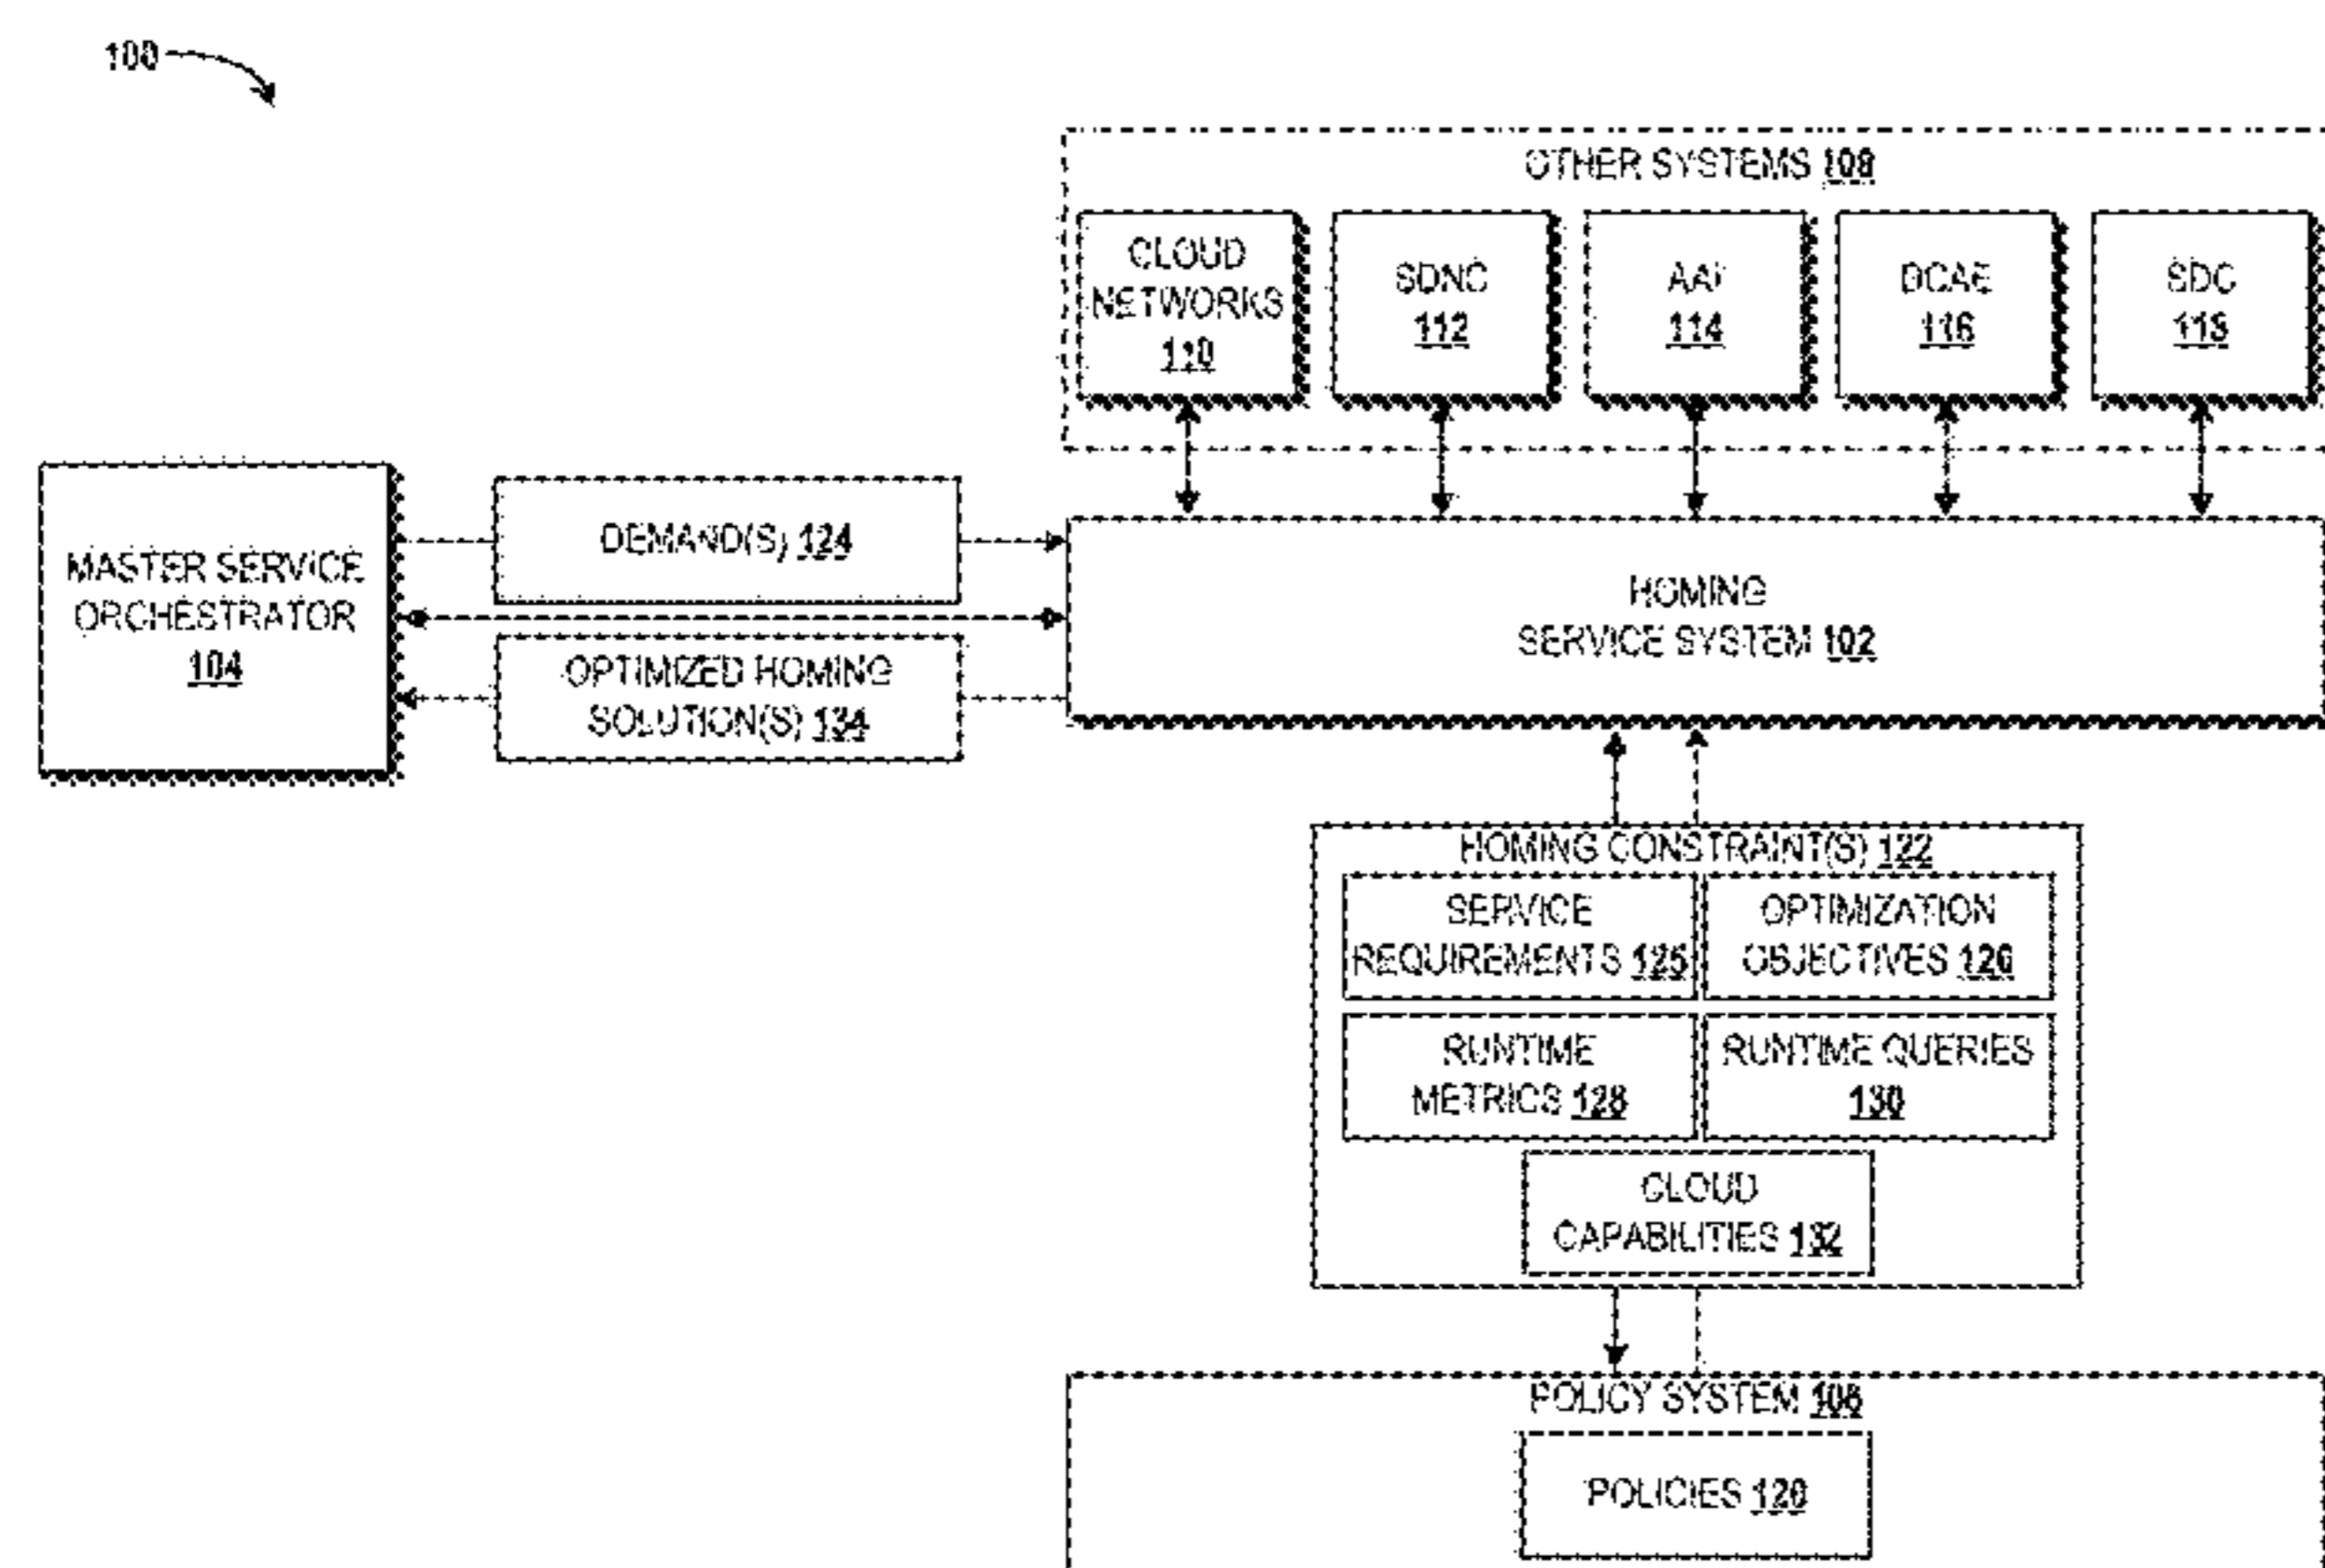 100
OTHER SYSTEMS 108
CLOUD
NETWORKS
110
SDNC
112
AAI
114
DCAE
116
SDC
118
MASTER SERVICE
ORCHESTRATOR
104
DEMAND(S) 124
OPTIMIZED HOMING
SOLUTION(S) 134
HOMING
SERVICE SYSTEM 102
HOMING CONSTRAINT(S) 122
SERVICE
REQUIREMENTS 125
OPTIMIZATION
OBJECTIVES 126
RUNTIME
METRICS 128
RUNTIME QUERIES
130
CLOUD
CAPABILITIES 132
POLICY SYSTEM 106
POLICIES 120